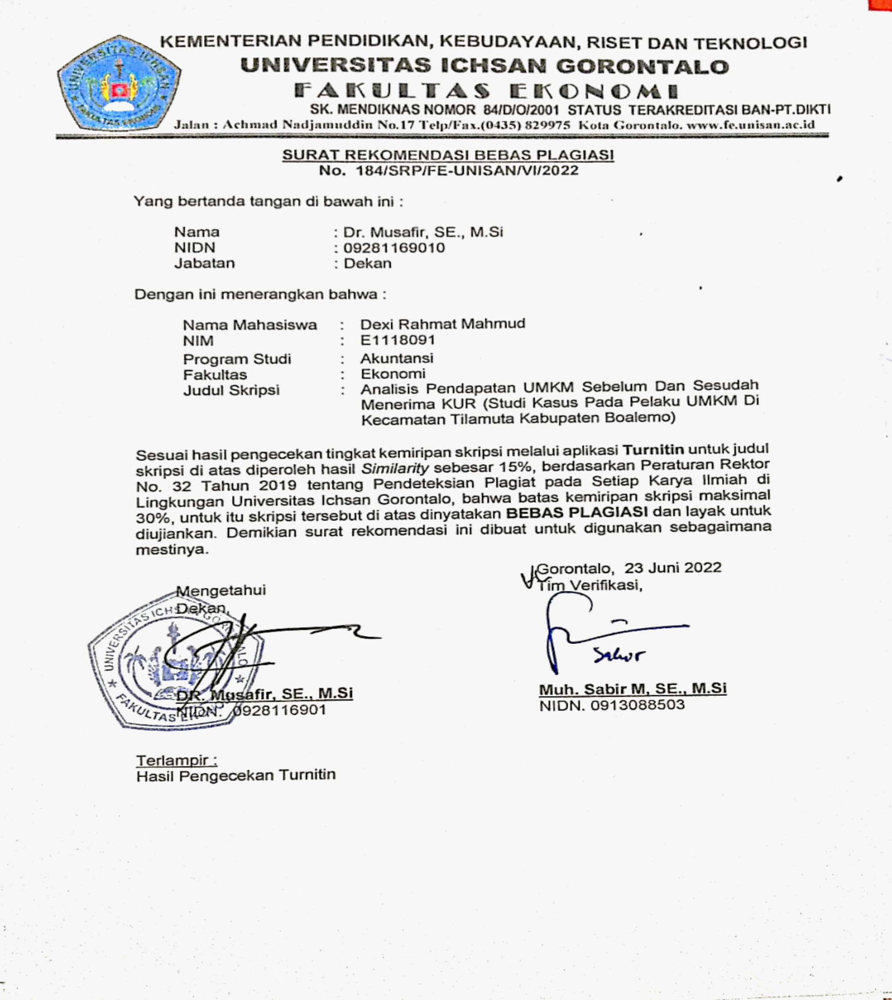 KEMENTERIAN PENDIDIKAN, KEBUDAYAAN, RISET DAN TEKNOLOGI
UNIVERSITAS ICHSAN GORONTALO
FAKULTAS EKONOMI
SK. MENDIKNAS NOMOR 84/D/O/2001 STATUS TERAKREDITASI BAN-PT.DIKTI
Jalan : Achmad Nadjamuddin No.17 Telp/Fax.(0435) 829975 Kota Gorontalo. www.fe.unisan.ac.id
UNIVERSITAS ICHSAN
FAKULTAS EKONOMI
SURAT REKOMENDASI BEBAS PLAGIASI
No. 184/SRP/FE-UNISAN/VI/2022
Yang bertanda tangan di bawah ini :
Nama : Dr. Musafir, SE., M.Si
NIDN : 09281169010
Jabatan : Dekan
Dengan ini menerangkan bahwa :
Nama Mahasiswa : Dexi Rahmat Mahmud
NIM : E1118091
Program Studi : Akuntansi
Fakultas : Ekonomi
Judul Skripsi : Analisis Pendapatan UMKM Sebelum Dan Sesudah
Menerima KUR (Studi Kasus Pada Pelaku UMKM Di
Kecamatan Tilamuta Kabupaten Boalemo)
Sesuai hasil pengecekan tingkat kemiripan skripsi melalui aplikasi Turnitin untuk judul
skripsi di atas diperoleh hasil Similarity sebesar 15%, berdasarkan Peraturan Rektor
No. 32 Tahun 2019 tentang Pendeteksian Plagiat pada Setiap Karya Ilmiah di
Lingkungan Universitas Ichsan Gorontalo, bahwa batas kemiripan skripsi maksimal
30%, untuk itu skripsi tersebut di atas dinyatakan BEBAS PLAGIASI dan layak untuk
diujiankan. Demikian surat rekomendasi ini dibuat untuk digunakan sebagaimana
mestinya.
Gorontalo, 23 Juni 2022
Tim Verifikasi,
Mengetahui
Dekan,
UNIVERSITAS ICHSAN GORONTALO
FAKULTAS EKONOMI
DR. Musafir, SE., M.Si
NIDN. 0928116901
Muh. Sabir M, SE., M.Si
NIDN. 0913088503
Terlampir :
Hasil Pengecekan Turnitin